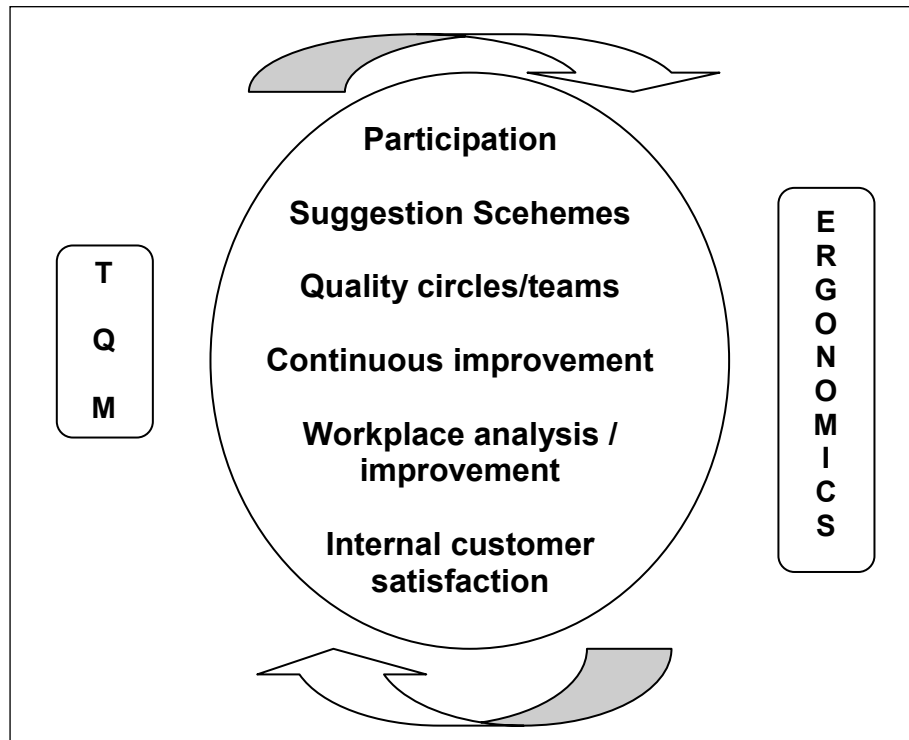 Participation
Suggestion Scehemes
Quality circles/teams
Continuous improvement
Workplace analysis /
improvement
Internal customer
satisfaction
T
Q
M
E
R
G
O
N
O
M
I
C
S